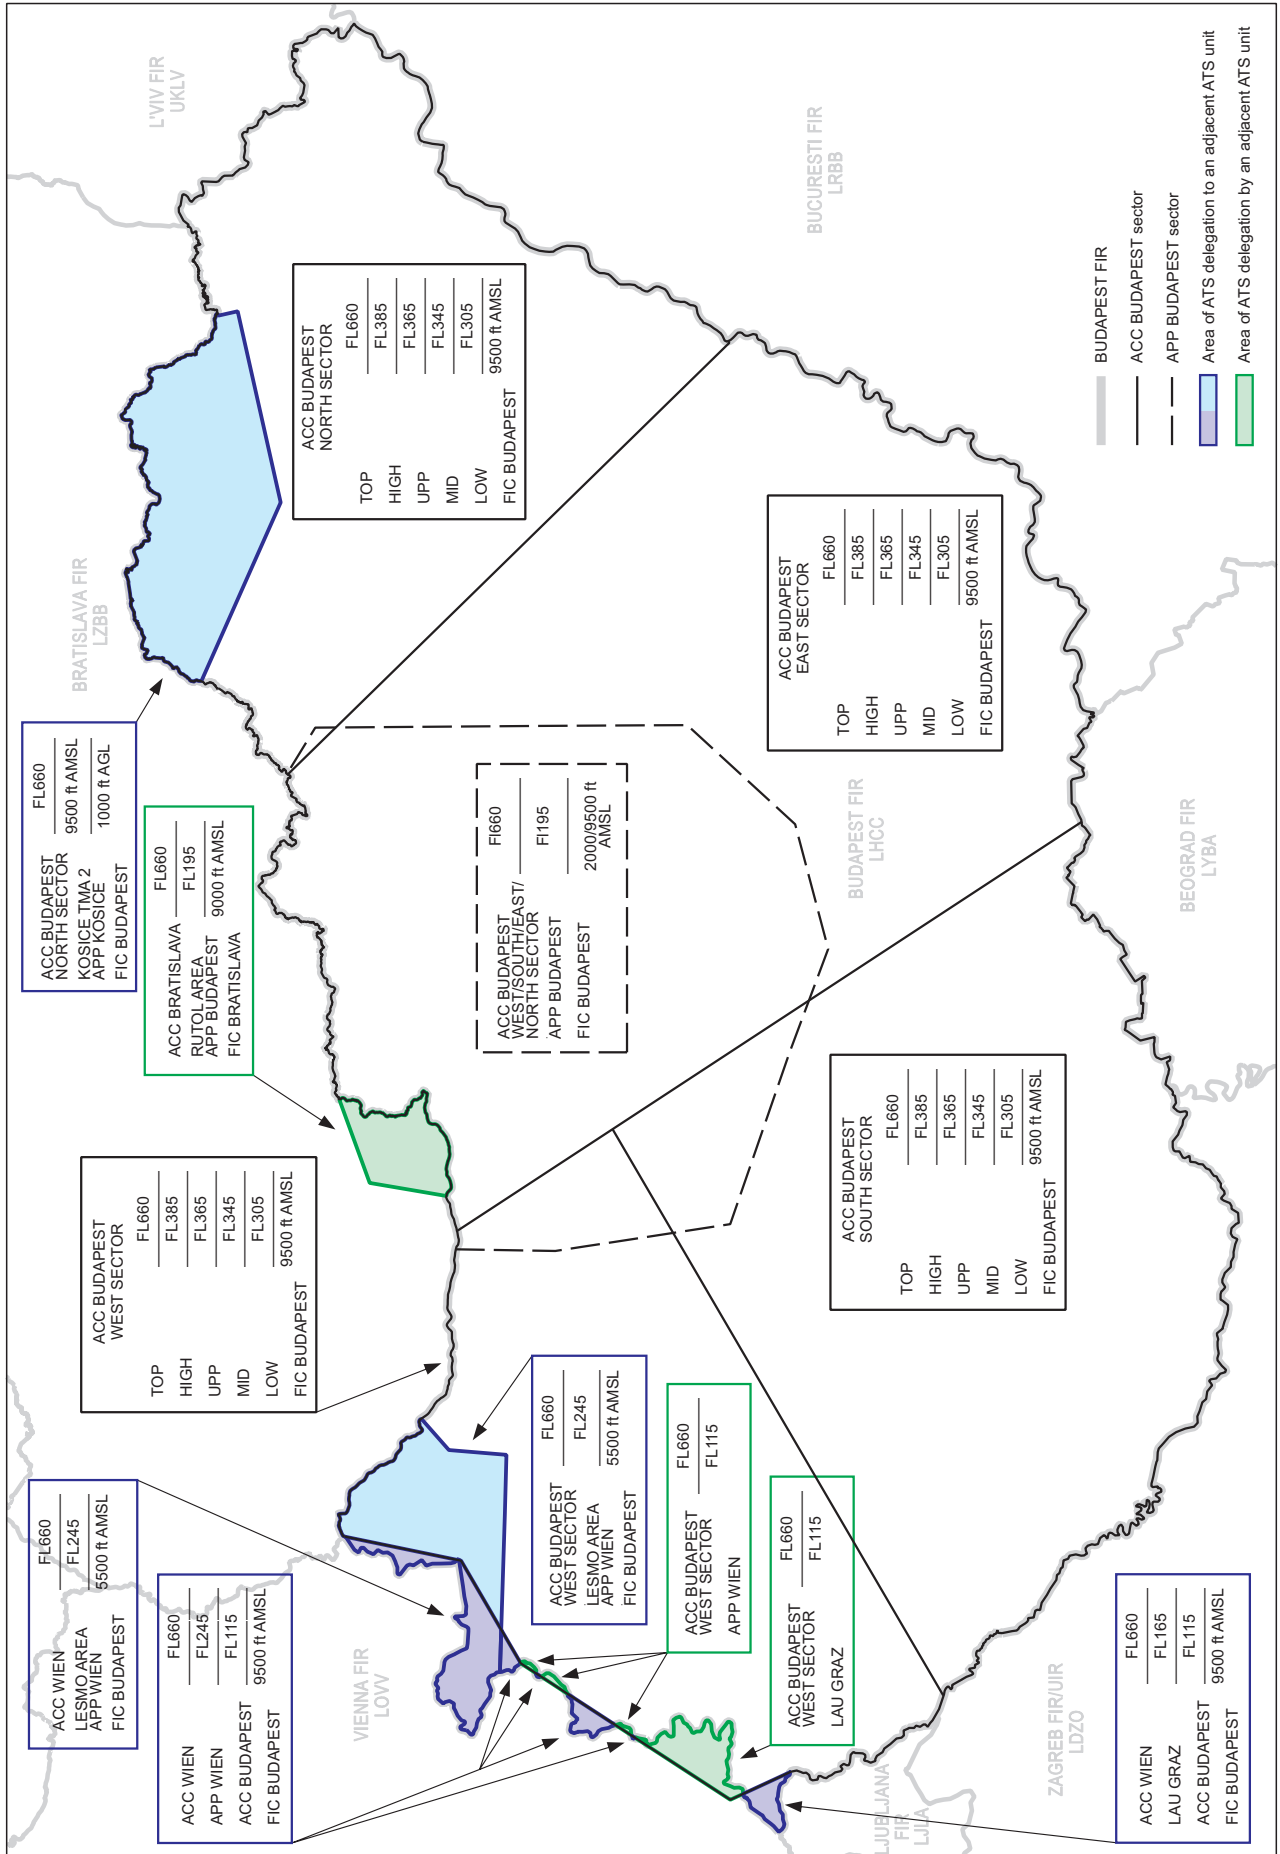 L'VIV FIR
UKLV
BRATISLAVA FIR
LZBB
BUCURESTI FIR
LRBB
BUDAPEST FIR
LHCC
BEOGRAD FIR
LYBA
VIENNA FIR
LOVV
ZAGREB FIR/UIR
LDZO
LJUBLJANA
FIR
LJLA
ACC WIEN
FL660
LESMO AREA
APP WIEN
FL245
5500 ft AMSL
FIC BUDAPEST
ACC WIEN
FL660
APP WIEN
FL245
ACC BUDAPEST
FL115
9500 ft AMSL
FIC BUDAPEST
ACC BUDAPEST
WEST SECTOR
FL660
TOP
FL385
HIGH
FL365
UPP
FL345
MID
FL305
LOW
9500 ft AMSL
FIC BUDAPEST
ACC BUDAPEST
NORTH SECTOR
FL660
KOSICE TMA 2
APP KOSICE
9500 ft AMSL
1000 ft AGL
FIC BUDAPEST
ACC BRATISLAVA
FL660
RUTOL AREA
APP BUDAPEST
FL195
9000 ft AMSL
FIC BRATISLAVA
ACC BUDAPEST
NORTH SECTOR
FL660
TOP
FL385
HIGH
FL365
UPP
FL345
MID
FL305
LOW
9500 ft AMSL
FIC BUDAPEST
ACC BUDAPEST
WEST/SOUTH/EAST/
NORTH SECTOR
Fl660
APP BUDAPEST
Fl195
2000/9500 ft
AMSL
FIC BUDAPEST
ACC BUDAPEST
WEST SECTOR
FL660
LESMO AREA
APP WIEN
FL245
5500 ft AMSL
FIC BUDAPEST
ACC BUDAPEST
WEST SECTOR
FL660
FL115
APP WIEN
ACC BUDAPEST
WEST SECTOR
FL660
FL115
LAU GRAZ
ACC BUDAPEST
EAST SECTOR
FL660
TOP
FL385
HIGH
FL365
UPP
FL345
MID
FL305
LOW
9500 ft AMSL
FIC BUDAPEST
ACC BUDAPEST
SOUTH SECTOR
FL660
TOP
FL385
HIGH
FL365
UPP
FL345
MID
FL305
LOW
9500 ft AMSL
FIC BUDAPEST
ACC WIEN
FL660
LAU GRAZ
FL165
ACC BUDAPEST
FL115
9500 ft AMSL
FIC BUDAPEST
BUDAPEST FIR
ACC BUDAPEST sector
APP BUDAPEST sector
Area of ATS delegation to an adjacent ATS unit
Area of ATS delegation by an adjacent ATS unit